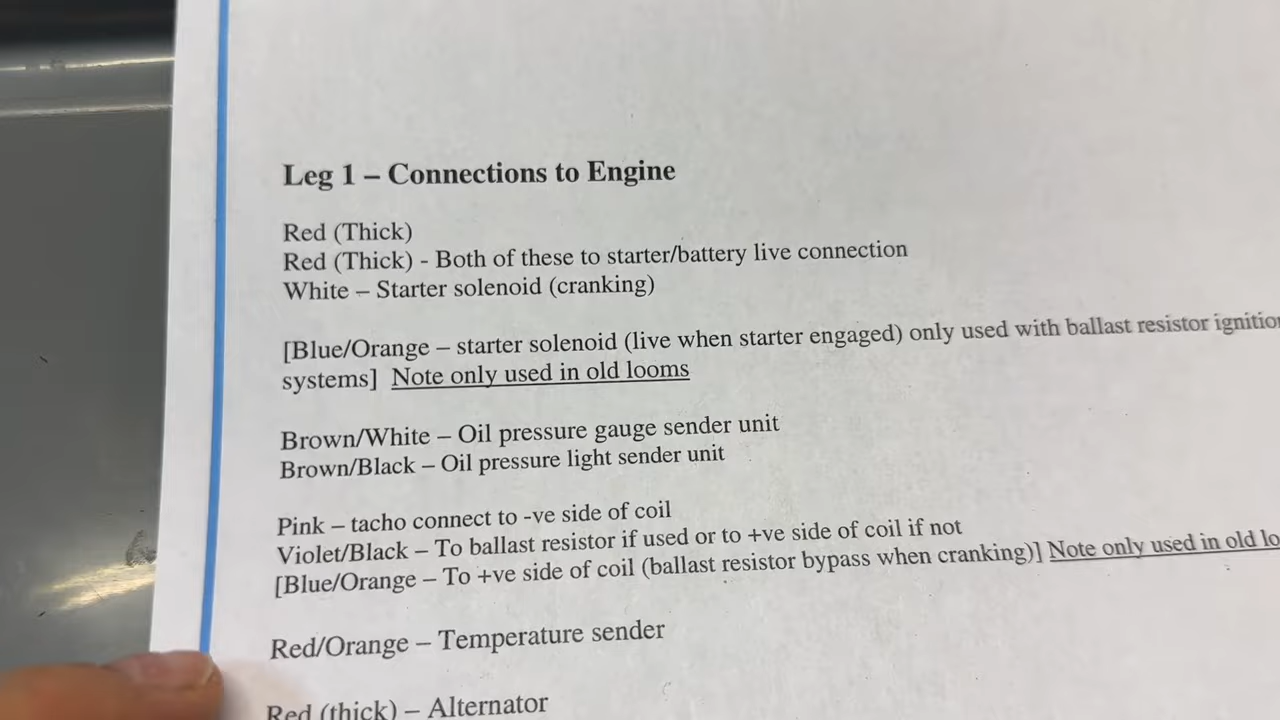 Leg 1 – Connections to Engine
Red (Thick)
Red (Thick) - Both of these to starter/battery live connection
White – Starter solenoid (cranking)
[Blue/Orange – starter solenoid (live when starter engaged) only used with ballast resistor ignition
systems] Note only used in old looms
Brown/White – Oil pressure gauge sender unit
Brown/Black – Oil pressure light sender unit
Pink – tacho connect to -ve side of coil
Violet/Black – To ballast resistor if used or to +ve side of coil if not
[Blue/Orange – To +ve side of coil (ballast resistor bypass when cranking)] Note only used in old lo
Red/Orange – Temperature sender
Red (thick) – Alternator